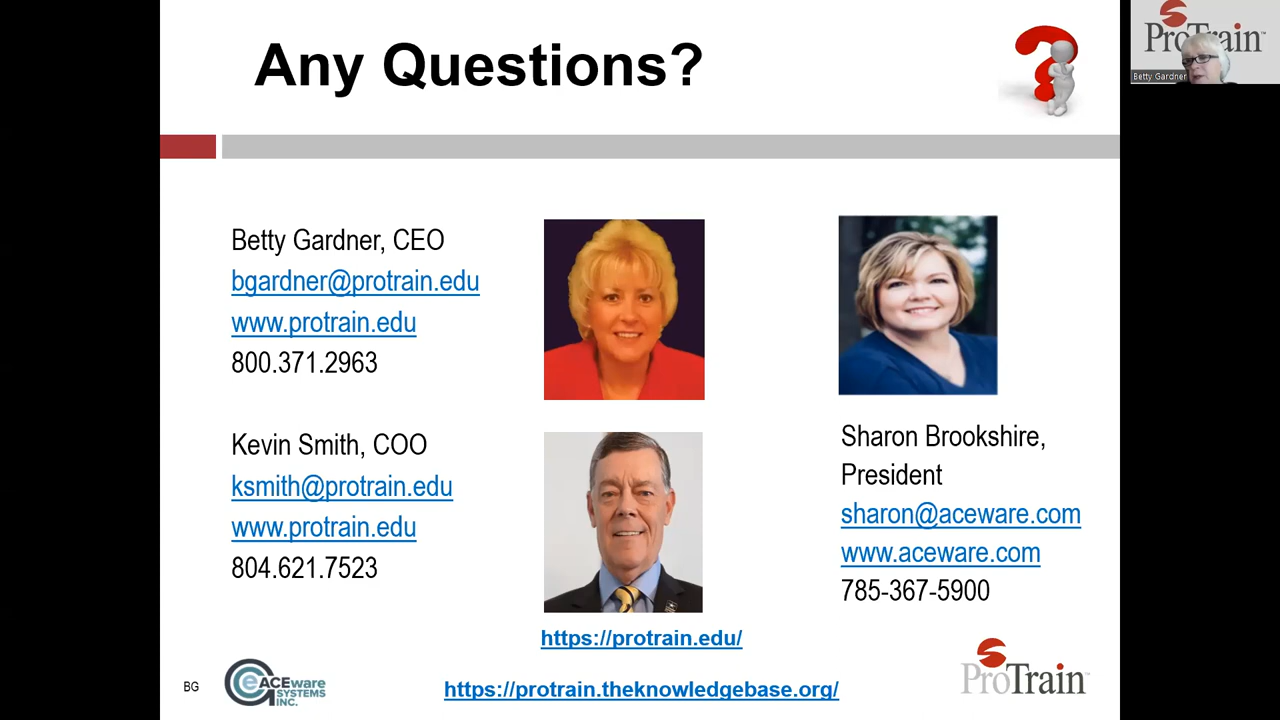 Any Questions?
ProTrain
Betty Gardner
Betty Gardner, CEO
bgardner@protrain.edu
www.protrain.edu
800.371.2963
Kevin Smith, COO
ksmith@protrain.edu
www.protrain.edu
804.621.7523
Sharon Brookshire,
President
sharon@aceware.com
www.aceware.com
785-367-5900
https://protrain.edu/
https://protrain.theknowledgebase.org/
BG
eACEware
SYSTEMS
INC.
ProTrain